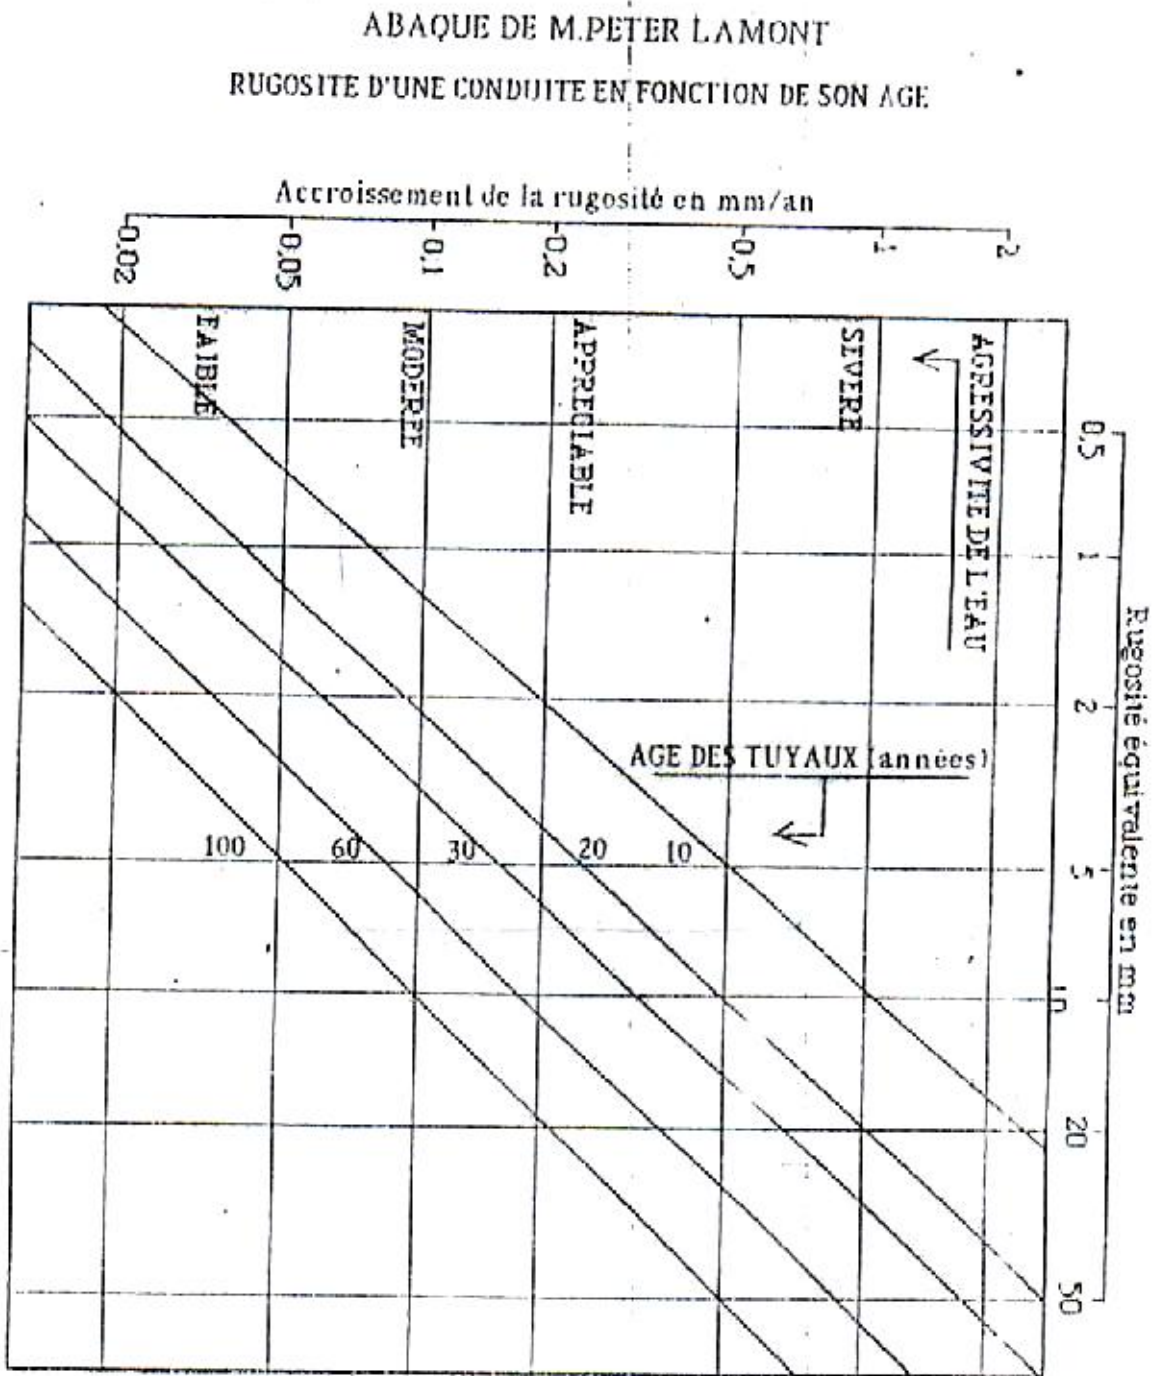 ABAQUE DE M.PETER LAMONT
RUGOSITE D'UNE CONDUITE EN FONCTION DE SON AGE
Accroissement de la rugosité en mm/an
0,02
0,05
0,1
0,2
0,5
1
2
FAIBLE
MODEREE
APPRECIABLE
SEVERE
AGRESSIVITE DE L'EAU
0,5
1
2
5
10
20
50
Rugosité équivalente en mm
AGE DES TUYAUX (années)
100
60
30
20
10